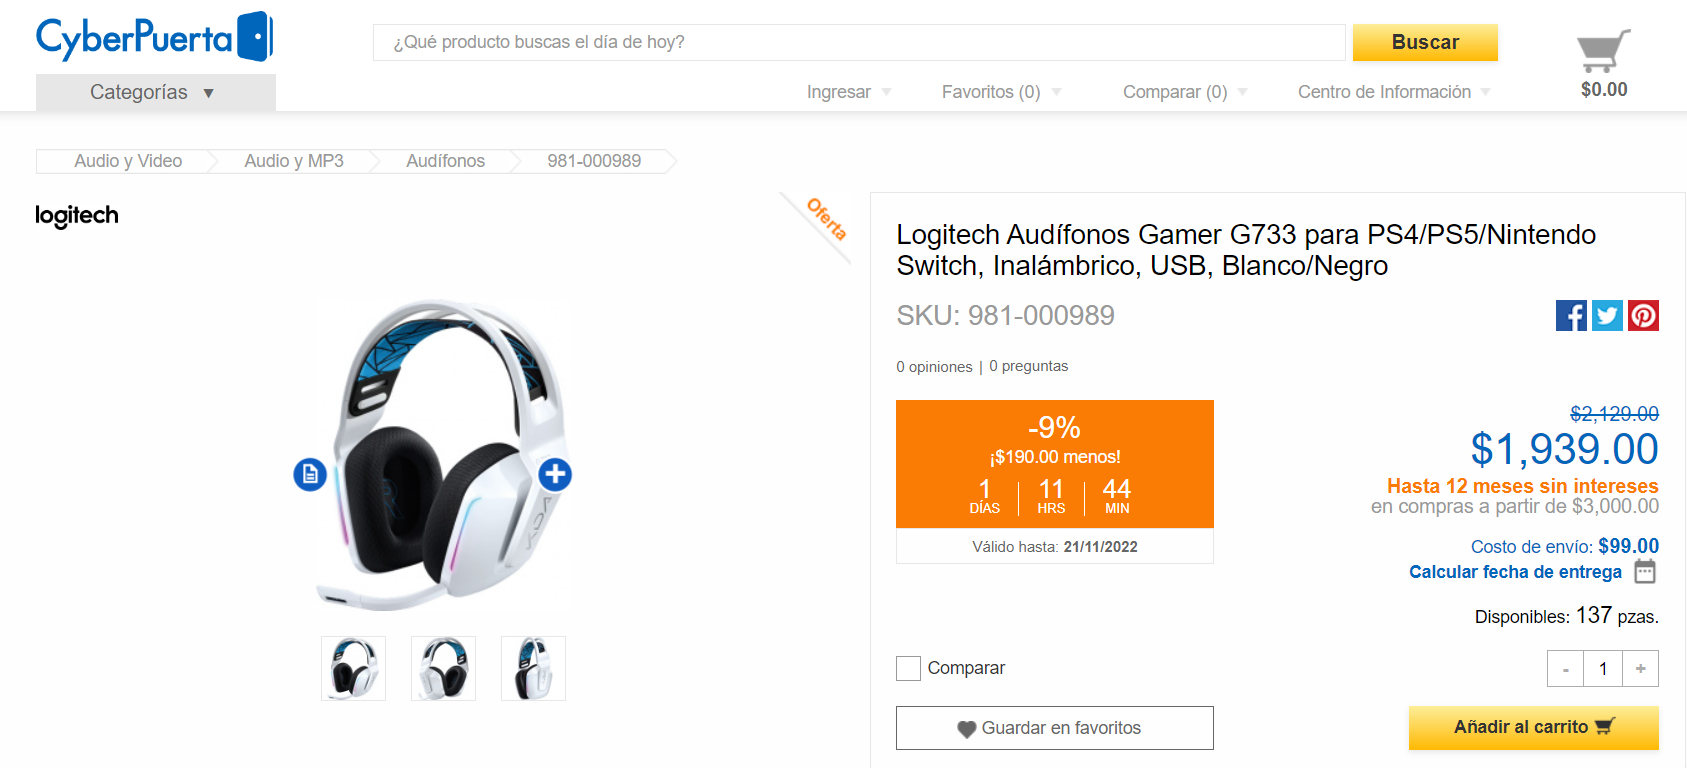 CyberPuerta
¿Qué producto buscas el día de hoy?
Buscar
Categorías ▼
Ingresar
Favoritos (0)
Comparar (0)
Centro de Información
$0.00
Audio y Video
Audio y MP3
Audífonos
981-000989
logitech
Oferta
Logitech Audífonos Gamer G733 para PS4/PS5/Nintendo
Switch, Inalámbrico, USB, Blanco/Negro
SKU: 981-000989
0 opiniones | 0 preguntas
-9%
¡$190.00 menos!
1 11 44
DÍAS HRS MIN
Válido hasta: 21/11/2022
$2,129.00
$1,939.00
Hasta 12 meses sin intereses
en compras a partir de $3,000.00
Costo de envío: $99.00
Calcular fecha de entrega
Disponibles: 137 pzas.
Comparar
- 1 +
Guardar en favoritos
Añadir al carrito